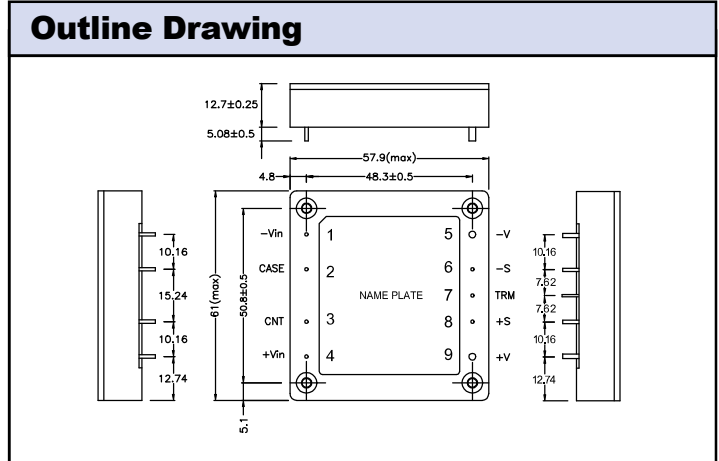 Outline Drawing
12.7±0.25
5.08±0.5
57.9(max)
4.8
48.3±0.5
-Vin 1 5 -V
CASE 2 6 -S
NAME PLATE 7 TRM
CNT 3 8 +S
+Vin 4 9 +V
10.16
15.24
10.16
12.74
61(max)
50.8±0.5
5.1
10.16
7.62
7.62
10.16
12.74